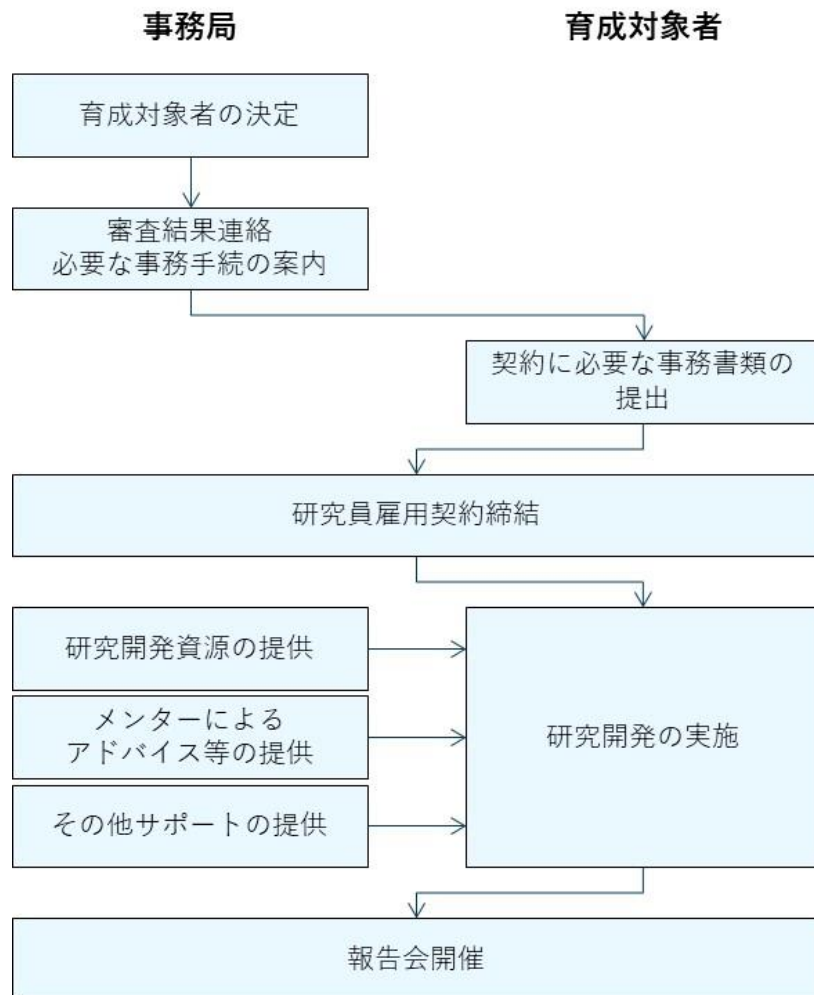 事務局
育成対象者
育成対象者の決定
審査結果連絡
必要な事務手続の案内
契約に必要な事務書類の
提出
研究員雇用契約締結
研究開発資源の提供
メンターによる
アドバイス等の提供
その他サポートの提供
研究開発の実施
報告会開催